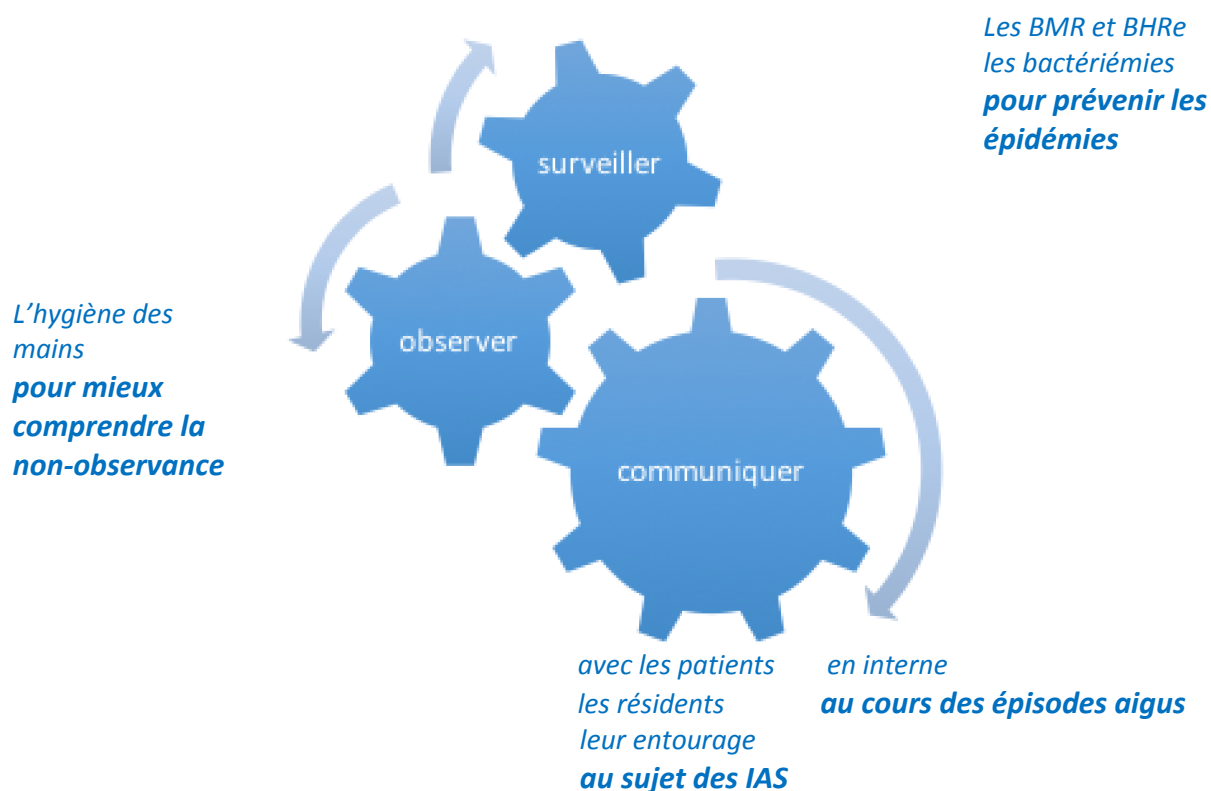 Les BMR et BHRe
les bactériémies
pour prévenir les
épidémies
surveiller
L'hygiène des
mains
pour mieux
comprendre la
non-observance
observer
communiquer
avec les patients
les résidents
leur entourage
au sujet des IAS
en interne
au cours des épisodes aigus